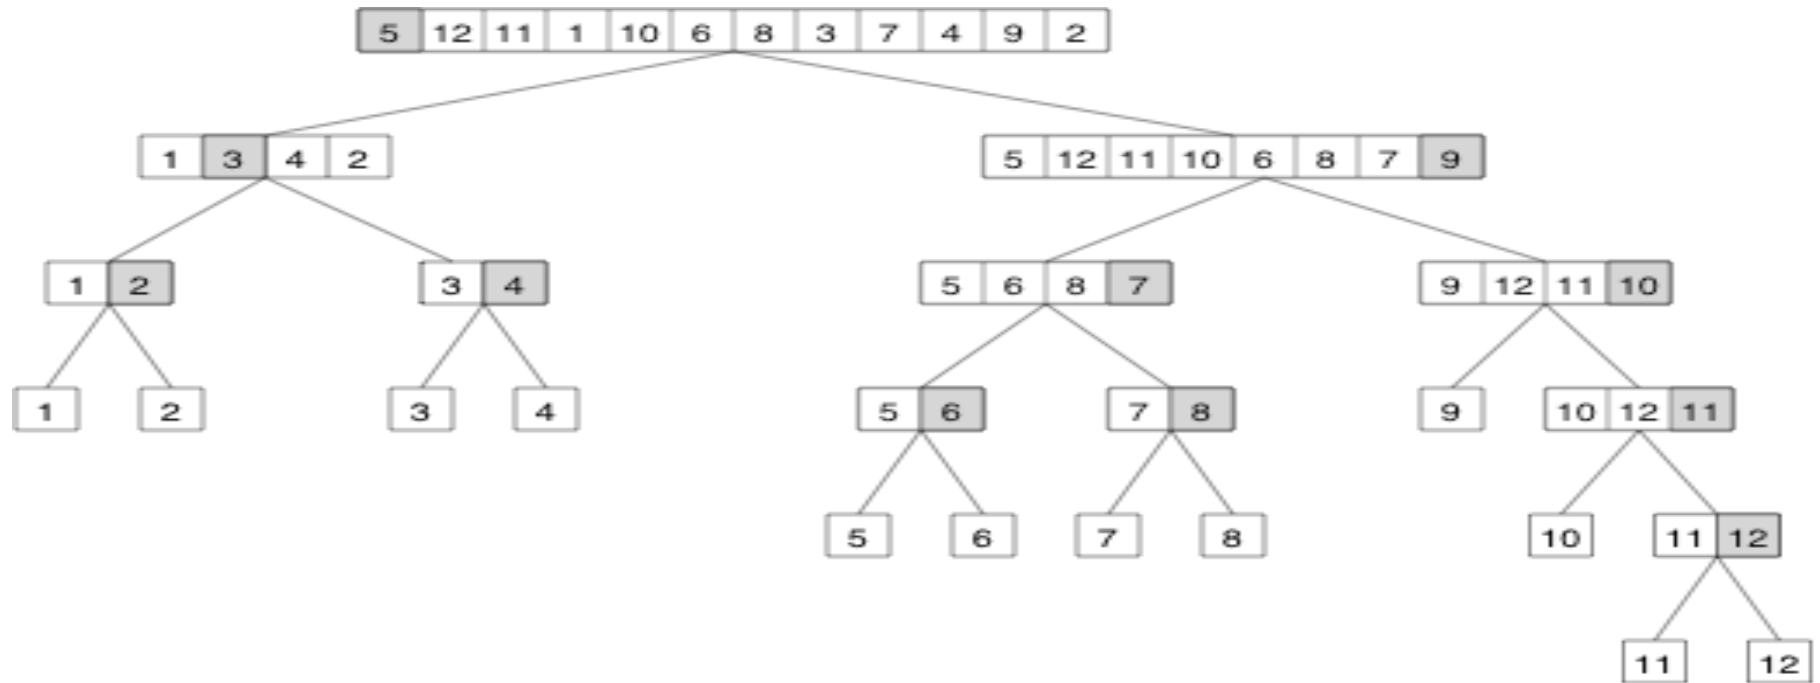 5 12 11 1 10 6 8 3 7 4 9 2
1 3 4 2 5 12 11 10 6 8 7 9
1 2 3 4 5 6 8 7 9 12 11 10
1 2 3 4 5 6 7 8 9 10 12 11
5 6 7 8 10 11 12
11 12